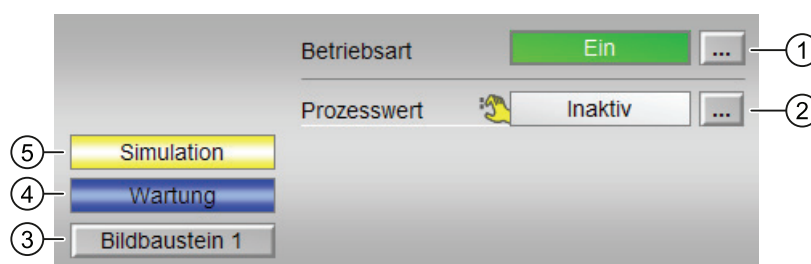 Betriebsart Ein ... 1
Prozesswert Inaktiv ... 2
5 Simulation
4 Wartung
3 Bildbaustein 1